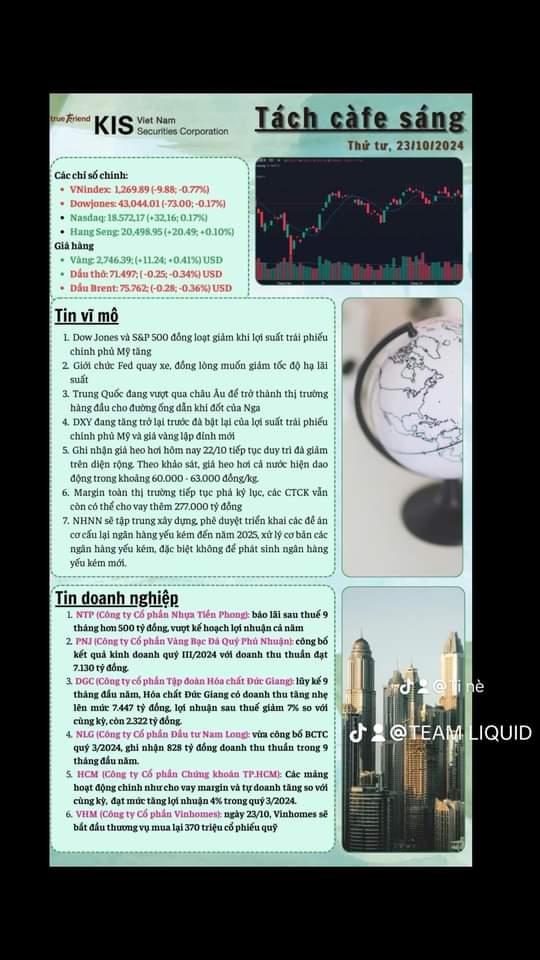 true Friend KIS Viet Nam
Securities Corporation
Tách càfe sáng
Thứ tư, 23/10/2024
Các chỉ số chính:
• VNindex: 1,269.89 (-9.88; -0.77%)
• Dowjones: 43,044.01 (-73.00; -0.17%)
• Nasdaq: 18.572,17 (+32,16; 0.17%)
• Hang Seng: 20,498.95 (+20.49; +0.10%)
Giá hàng
• Vàng: 2,746.39; (+11.24; +0.41%) USD
• Dầu thô: 71.497; ( -0.25; -0.34%) USD
• Dầu Brent: 75.762; (-0.28; -0.36%) USD
Tin vĩ mô
1. Dow Jones và S&P 500 đồng loạt giảm khi lợi suất trái phiếu
chính phủ Mỹ tăng
2. Giới chức Fed quay xe, đồng lòng muốn giảm tốc độ hạ lãi
suất
3. Trung Quốc đang vượt qua châu Âu để trở thành thị trường
hàng đầu cho đường ống dẫn khí đốt của Nga
4. DXY đang tăng trở lại trước đà bật lại của lợi suất trái phiếu
chính phủ Mỹ và giá vàng lập đỉnh mới
5. Ghi nhận giá heo hơi hôm nay 22/10 tiếp tục duy trì đà giảm
trên diện rộng. Theo khảo sát, giá heo hơi cả nước hiện dao
động trong khoảng 60.000 - 63.000 đồng/kg.
6. Margin toàn thị trường tiếp tục phá kỷ lục, các CTCK vẫn
còn có thể cho vay thêm 277.000 tỷ đồng
7. NHNN sẽ tập trung xây dựng, phê duyệt triển khai các đề án
cơ cấu lại ngân hàng yếu kém đến năm 2025, xử lý cơ bản các
ngân hàng yếu kém, đặc biệt không để phát sinh ngân hàng
yếu kém mới.
Tin doanh nghiệp
1. NTP (Công ty Cổ phần Nhựa Tiền Phong): báo lãi sau thuế 9
tháng hơn 500 tỷ đồng, vượt kế hoạch lợi nhuận cả năm
2. PNJ (Công ty Cổ phần Vàng Bạc Đá Quý Phú Nhuận): công bố
kết quả kinh doanh quý III/2024 với doanh thu thuần đạt
7.130 tỷ đồng.
3. DGC (Công ty cổ phần Tập đoàn Hóa chất Đức Giang): lũy kế 9
tháng đầu năm, Hóa chất Đức Giang có doanh thu tăng nhẹ
lên mức 7.447 tỷ đồng, lợi nhuận sau thuế giảm 7% so với
cùng kỳ, còn 2.322 tỷ đồng.
4. NLG (Công ty Cổ phần Đầu tư Nam Long): vừa công bố BCTC
quý 3/2024, ghi nhận 828 tỷ đồng doanh thu thuần trong 9
tháng đầu năm.
5. HCM (Công ty Cổ phần Chứng khoán TP.HCM): Các mảng
hoạt động chính như cho vay margin và tự doanh tăng so với
cùng kỳ, đạt mức tăng lợi nhuận 4% trong quý 3/2024.
6. VHM (Công ty Cổ phần Vinhomes): ngày 23/10, Vinhomes sẽ
bắt đầu thương vụ mua lại 370 triệu cổ phiếu quỹ
@Ti nè
@TEAM LIQUID